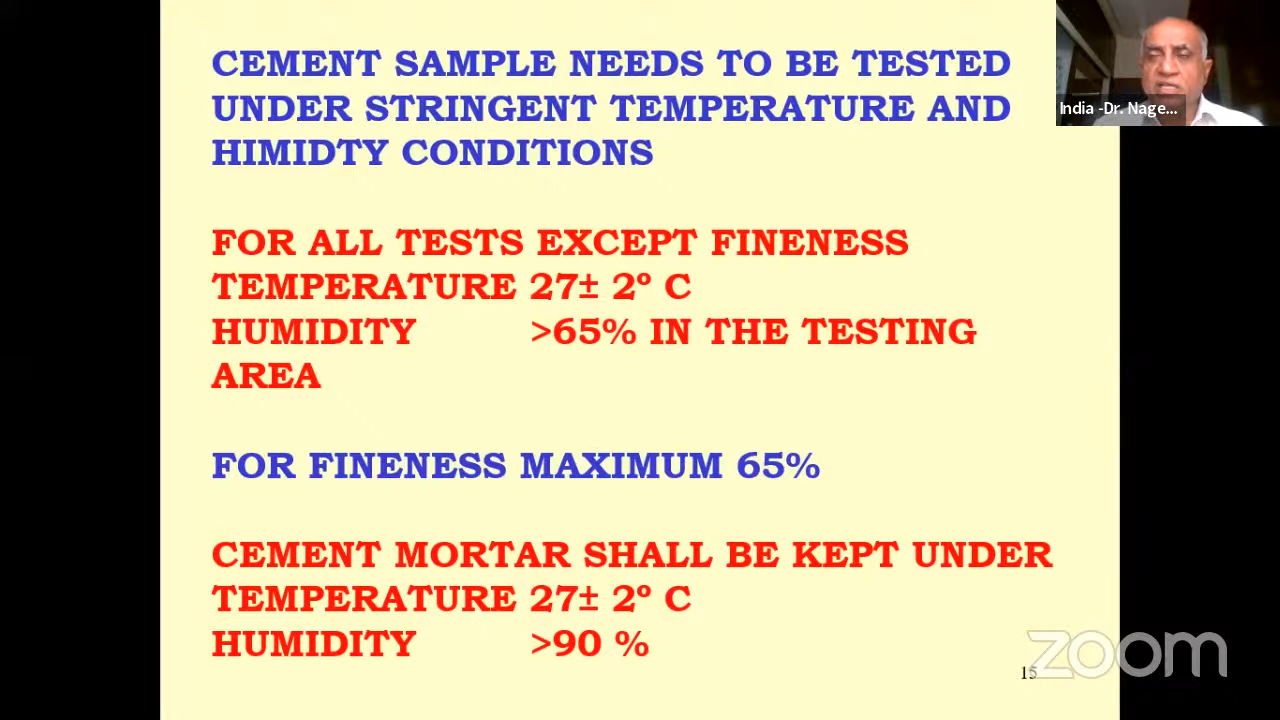 CEMENT SAMPLE NEEDS TO BE TESTED
UNDER STRINGENT TEMPERATURE AND
HIMIDTY CONDITIONS
FOR ALL TESTS EXCEPT FINENESS
TEMPERATURE 27± 2º C
HUMIDITY >65% IN THE TESTING
AREA
FOR FINENESS MAXIMUM 65%
CEMENT MORTAR SHALL BE KEPT UNDER
TEMPERATURE 27± 2º C
HUMIDITY >90 %
15
zoom
India -Dr. Nage...